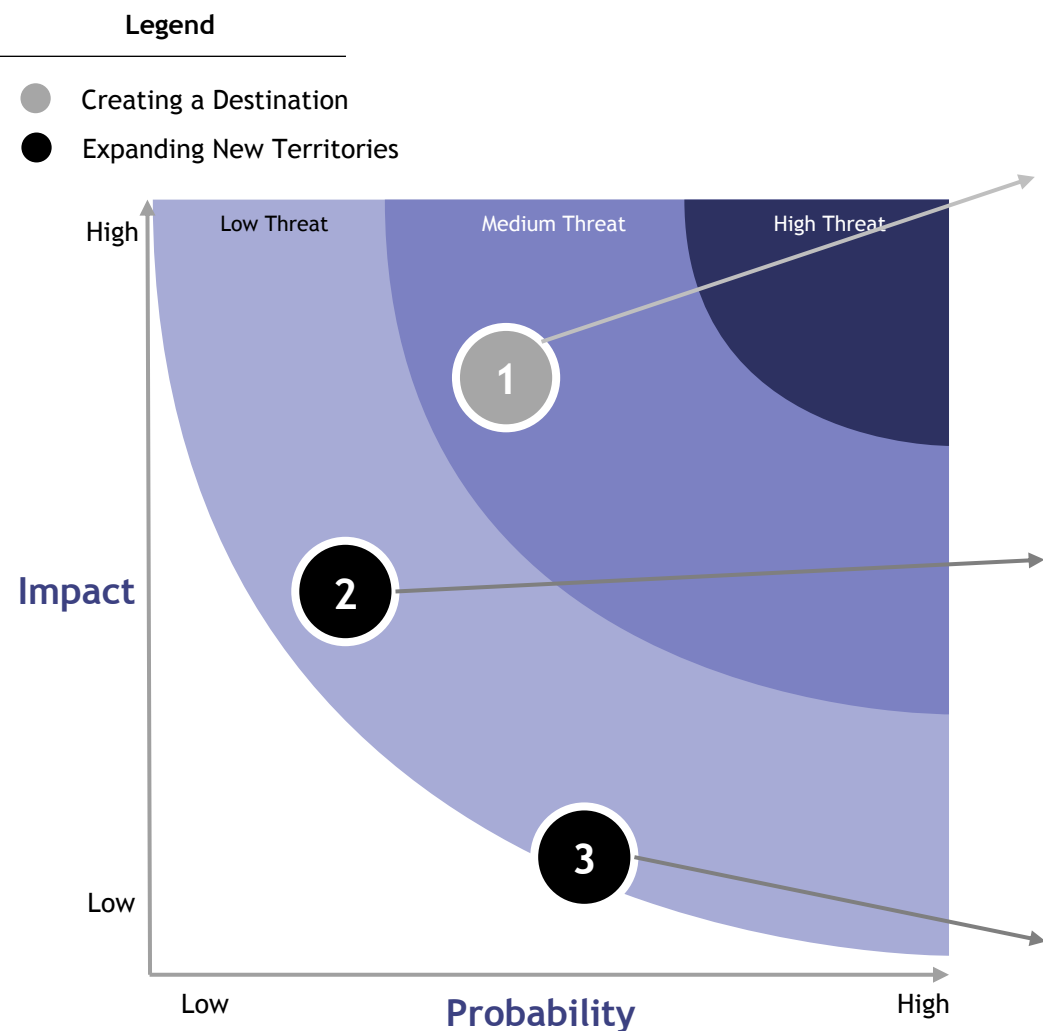 Legend
Creating a Destination
Expanding New Territories
High
Low Threat
Medium Threat
High Threat
1
Impact
2
3
Low
Low
Probability
High